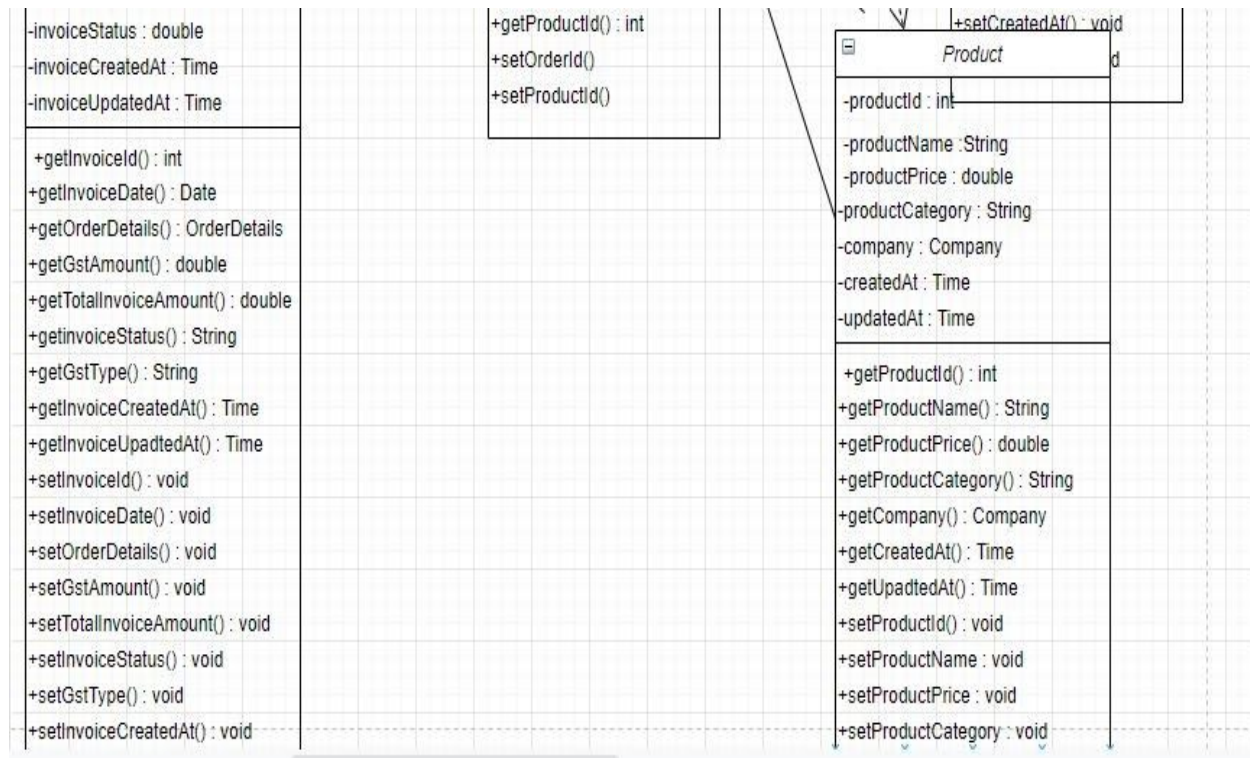 -invoiceStatus : double
-invoiceCreatedAt : Time
-invoiceUpdatedAt : Time
+getInvoiceId() : int
+getInvoiceDate() : Date
+getOrderDetails() : OrderDetails
+getGstAmount() : double
+getTotalInvoiceAmount() : double
+getinvoiceStatus() : String
+getGstType() : String
+getInvoiceCreatedAt() : Time
+getInvoiceUpadtedAt() : Time
+setInvoiceId() : void
+setInvoiceDate() : void
+setOrderDetails() : void
+setGstAmount() : void
+setTotalInvoiceAmount() : void
+setInvoiceStatus() : void
+setGstType() : void
+setInvoiceCreatedAt() : void
+getProductId() : int
+setOrderId()
+setProductId()
+setCreatedAt() : void
Product
-productId : int
-productName :String
-productPrice : double
-productCategory : String
-company : Company
-createdAt : Time
-updatedAt : Time
+getProductId() : int
+getProductName() : String
+getProductPrice() : double
+getProductCategory() : String
+getCompany() : Company
+getCreatedAt() : Time
+getUpadtedAt() : Time
+setProductId() : void
+setProductName : void
+setProductPrice : void
+setProductCategory : void